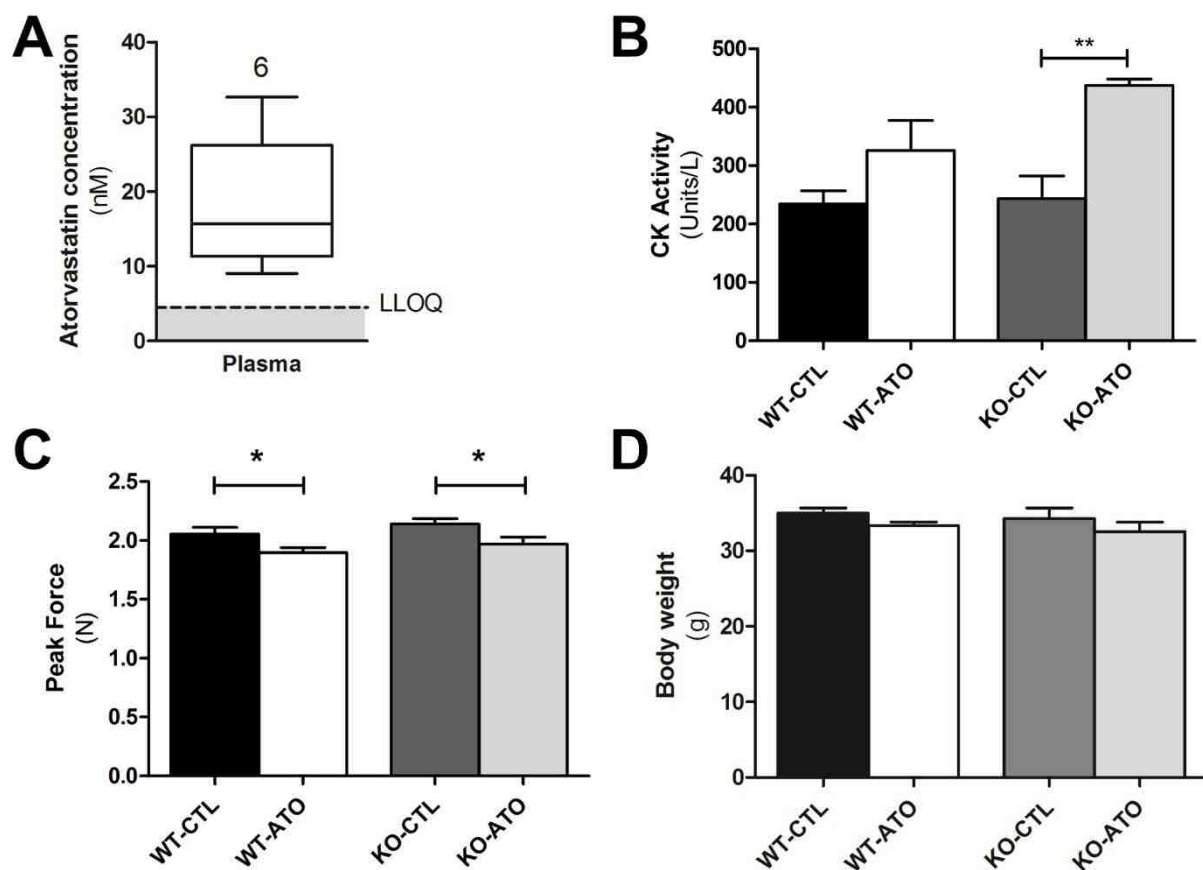 A
Atorvastatin concentration
(nM)
40
30
20
10
0
6
LLOQ
Plasma
B
CK Activity
(Units/L)
500
400
300
200
100
0
**
WT-CTL
WT-ATO
KO-CTL
KO-ATO
C
Peak Force
(N)
2.5
2.0
1.5
1.0
0.5
0.0
*
*
WT-CTL
WT-ATO
KO-CTL
KO-ATO
D
Body weight
(g)
40
30
20
10
0
WT-CTL
WT-ATO
KO-CTL
KO-ATO